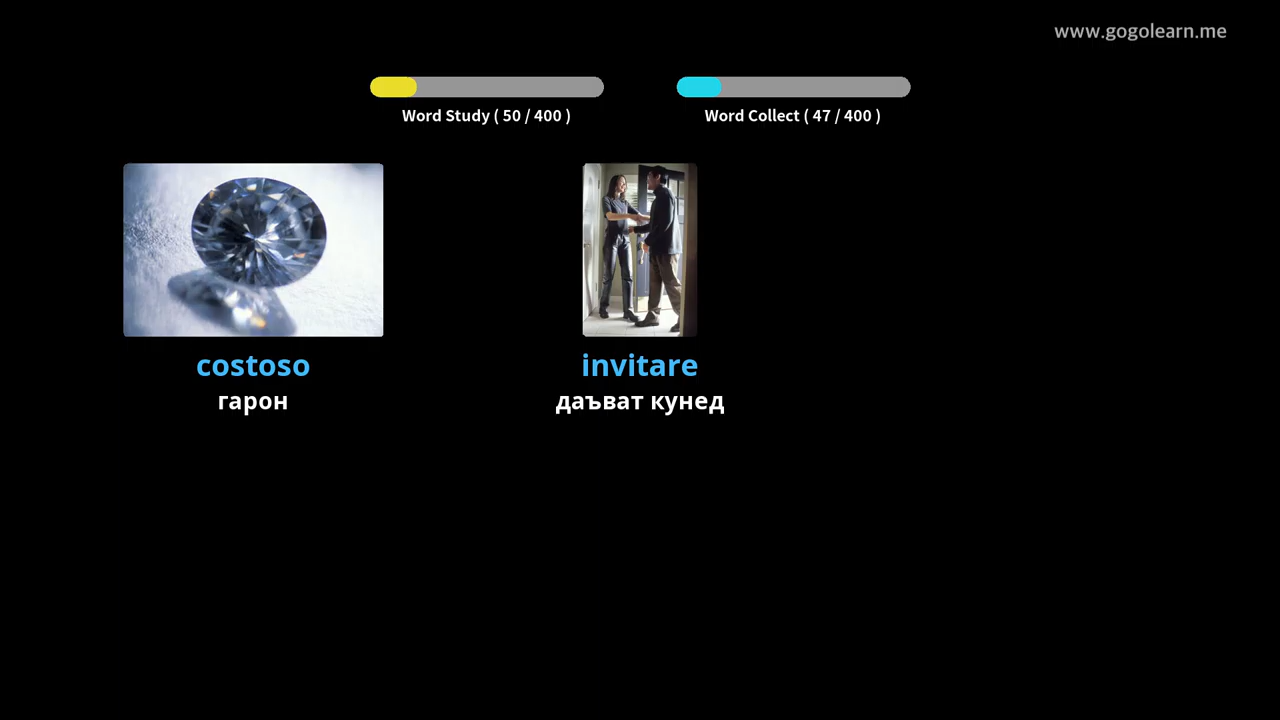 www.gogolearn.me
Word Study ( 50 / 400 )
Word Collect ( 47 / 400 )
costoso
гарон
invitare
даъват кунед